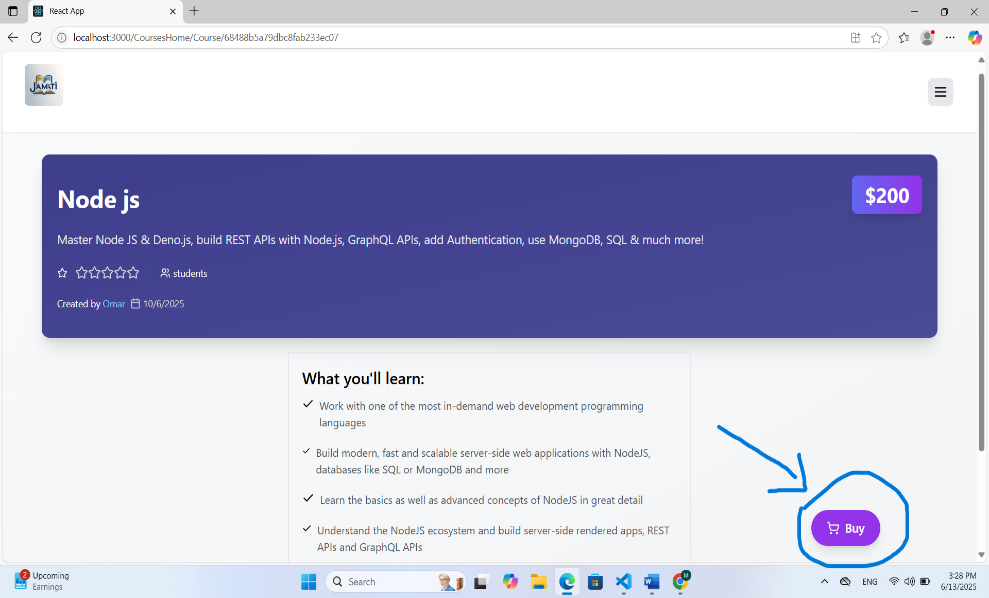 React App
localhost:3000/CoursesHome/Course/68488b5a79dbc8fab233ec07
JAMATI
Node js
$200
Master Node JS & Deno.js, build REST APIs with Node.js, GraphQL APIs, add Authentication, use MongoDB, SQL & much more!
students
Created by Omar 10/6/2025
What you'll learn:
Work with one of the most in-demand web development programming
languages
Build modern, fast and scalable server-side web applications with NodeJS,
databases like SQL or MongoDB and more
Learn the basics as well as advanced concepts of NodeJS in great detail
Understand the NodeJS ecosystem and build server-side rendered apps, REST
APIs and GraphQL APIs
Buy
2
Upcoming
Earnings
Search
ENG
3:28 PM
6/13/2025